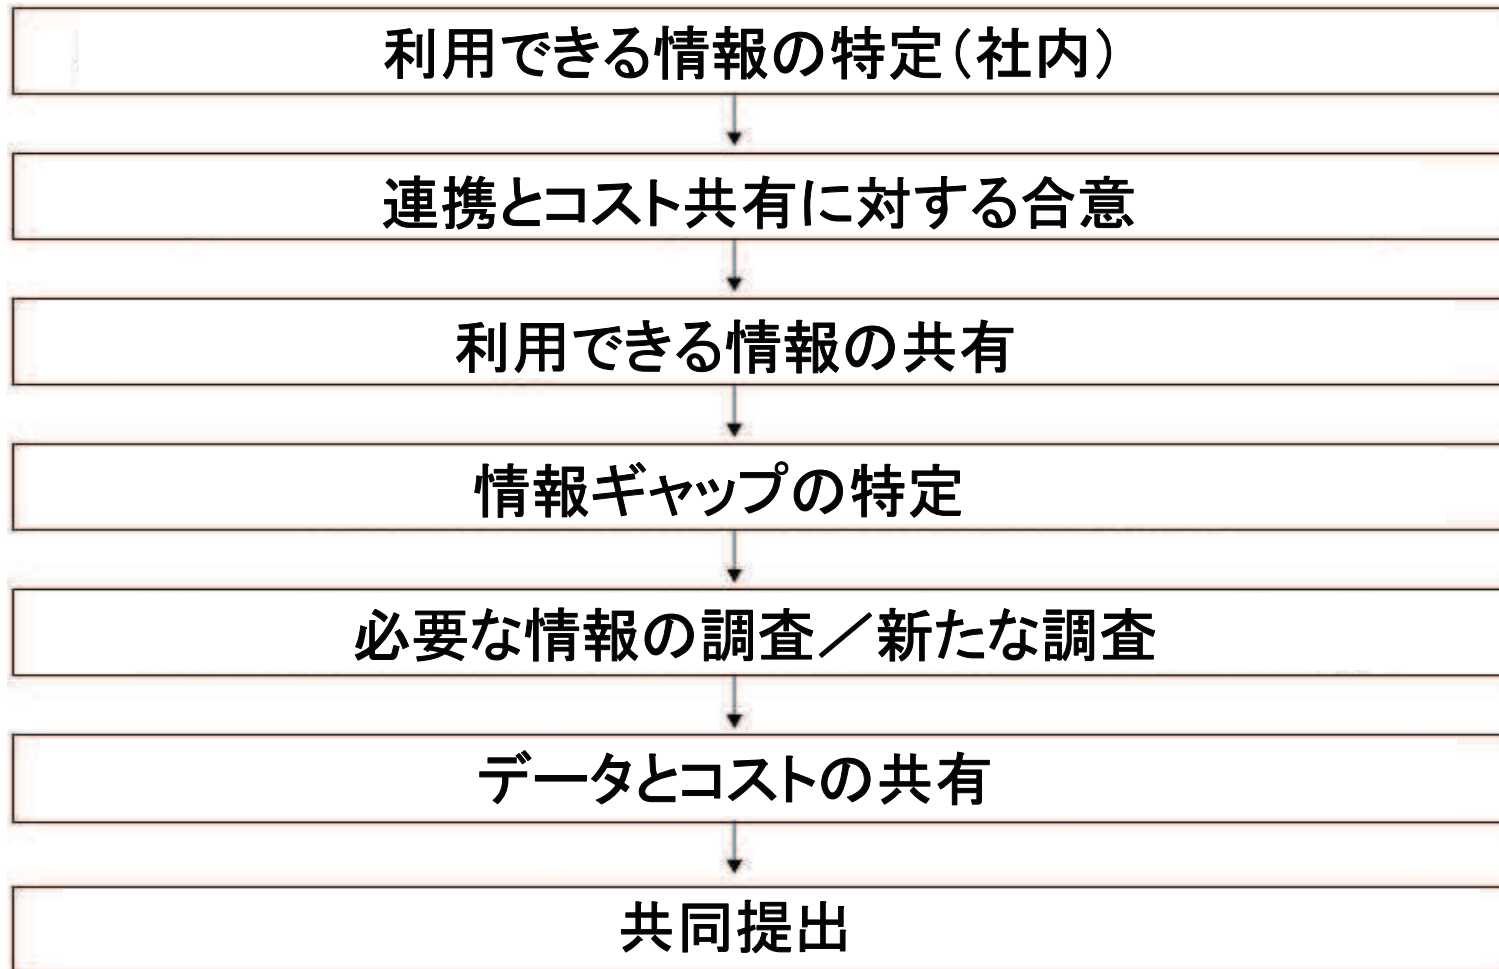 利用できる情報の特定（社内）
連携とコスト共有に対する合意
利用できる情報の共有
情報ギャップの特定
必要な情報の調査／新たな調査
データとコストの共有
共同提出